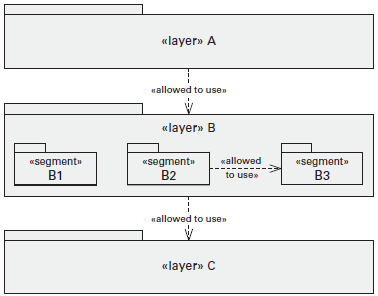 «layer» A
«allowed to use»
«layer» B
«segment»
B1
«segment»
B2
«allowed
to use»
«segment»
B3
«allowed to use»
«layer» C